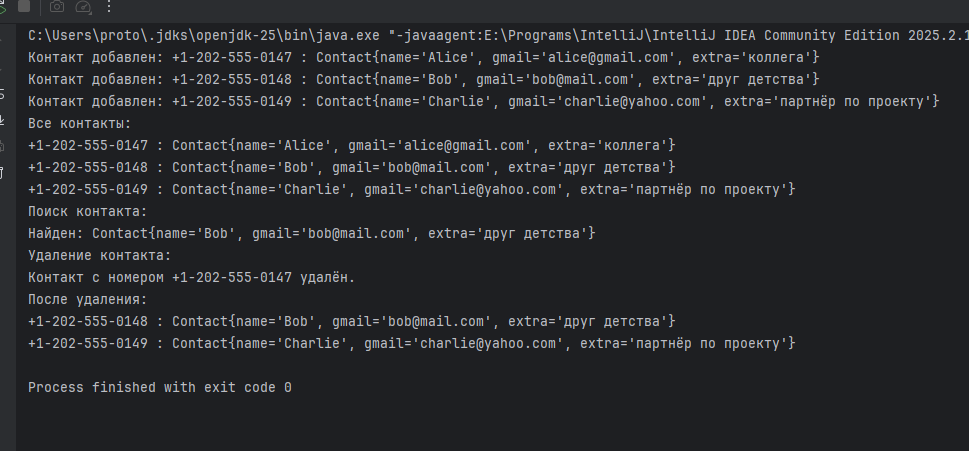 C:\Users\proto\.jdks\openjdk-25\bin\java.exe "-javaagent:E:\Programs\IntelliJ\IntelliJ IDEA Community Edition 2025.2.1
Контакт добавлен: +1-202-555-0147 : Contact{name='Alice', gmail='alice@gmail.com', extra='коллега'}
Контакт добавлен: +1-202-555-0148 : Contact{name='Bob', gmail='bob@mail.com', extra='друг детства'}
Контакт добавлен: +1-202-555-0149 : Contact{name='Charlie', gmail='charlie@yahoo.com', extra='партнёр по проекту'}
Все контакты:
+1-202-555-0147 : Contact{name='Alice', gmail='alice@gmail.com', extra='коллега'}
+1-202-555-0148 : Contact{name='Bob', gmail='bob@mail.com', extra='друг детства'}
+1-202-555-0149 : Contact{name='Charlie', gmail='charlie@yahoo.com', extra='партнёр по проекту'}
Поиск контакта:
Найден: Contact{name='Bob', gmail='bob@mail.com', extra='друг детства'}
Удаление контакта:
Контакт с номером +1-202-555-0147 удалён.
После удаления:
+1-202-555-0148 : Contact{name='Bob', gmail='bob@mail.com', extra='друг детства'}
+1-202-555-0149 : Contact{name='Charlie', gmail='charlie@yahoo.com', extra='партнёр по проекту'}
Process finished with exit code 0